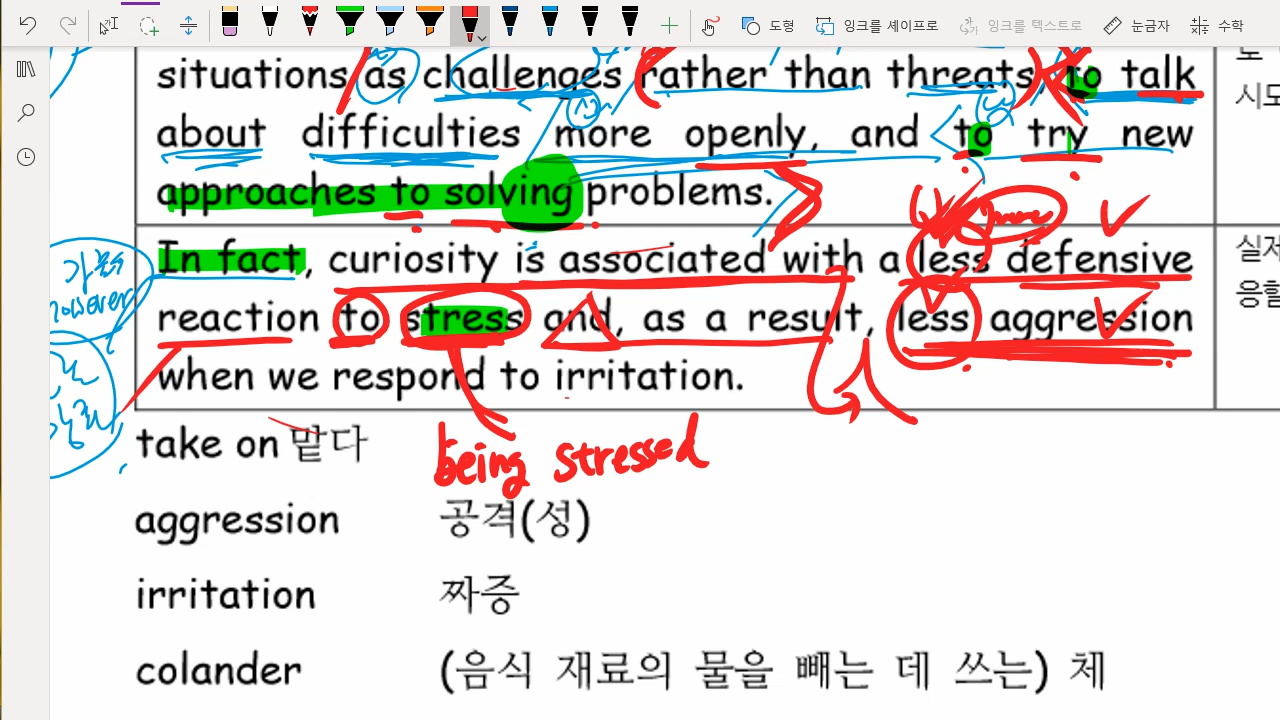 도형
잉크를 셰이프로
잉크를 텍스트로
눈금자
수학
situations as challenges rather than threats, to talk
about difficulties more openly, and to try new
approaches to solving problems.
로
시도
In fact, curiosity is associated with a less defensive
reaction to stress and, as a result, less aggression
when we respond to irritation.
실제
응할
however
being stressed
take on 맡다
aggression 공격(성)
irritation 짜증
colander (음식 재료의 물을 빼는 데 쓰는) 체